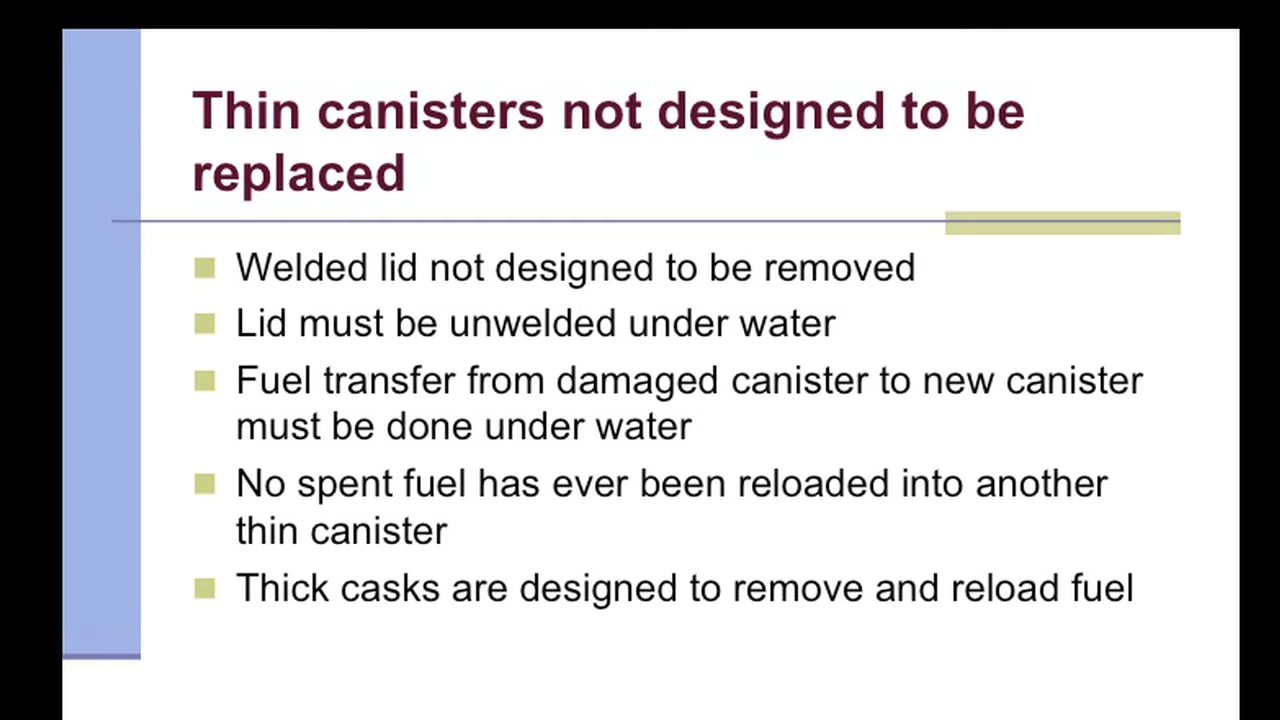 Thin canisters not designed to be
replaced
Welded lid not designed to be removed
Lid must be unwelded under water
Fuel transfer from damaged canister to new canister
must be done under water
No spent fuel has ever been reloaded into another
thin canister
Thick casks are designed to remove and reload fuel